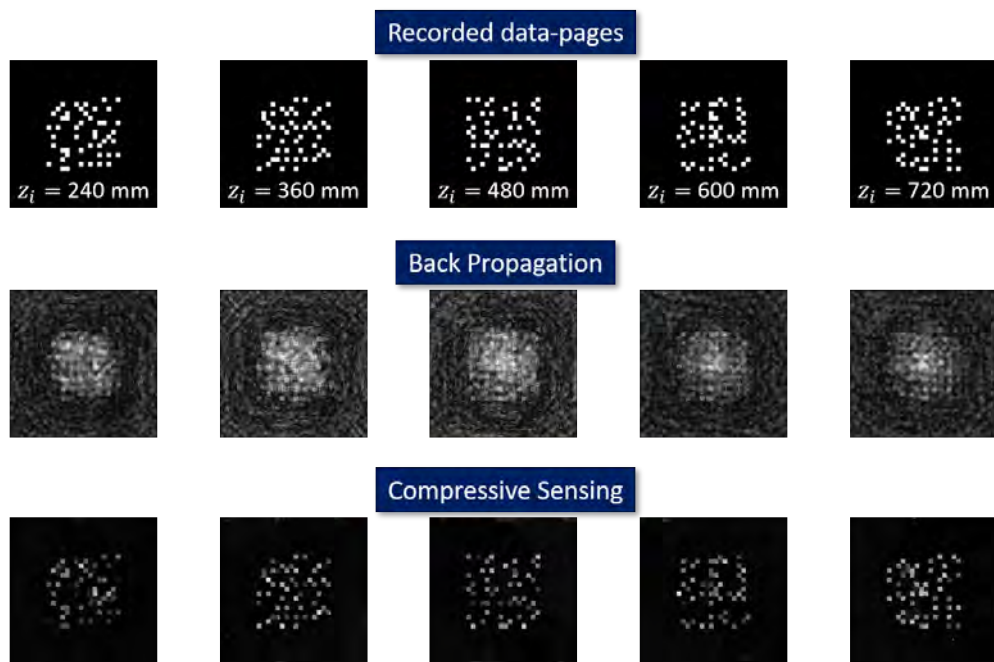 Recorded data-pages
z_i = 240 mm
z_i = 360 mm
z_i = 480 mm
z_i = 600 mm
z_i = 720 mm
Back Propagation
Compressive Sensing